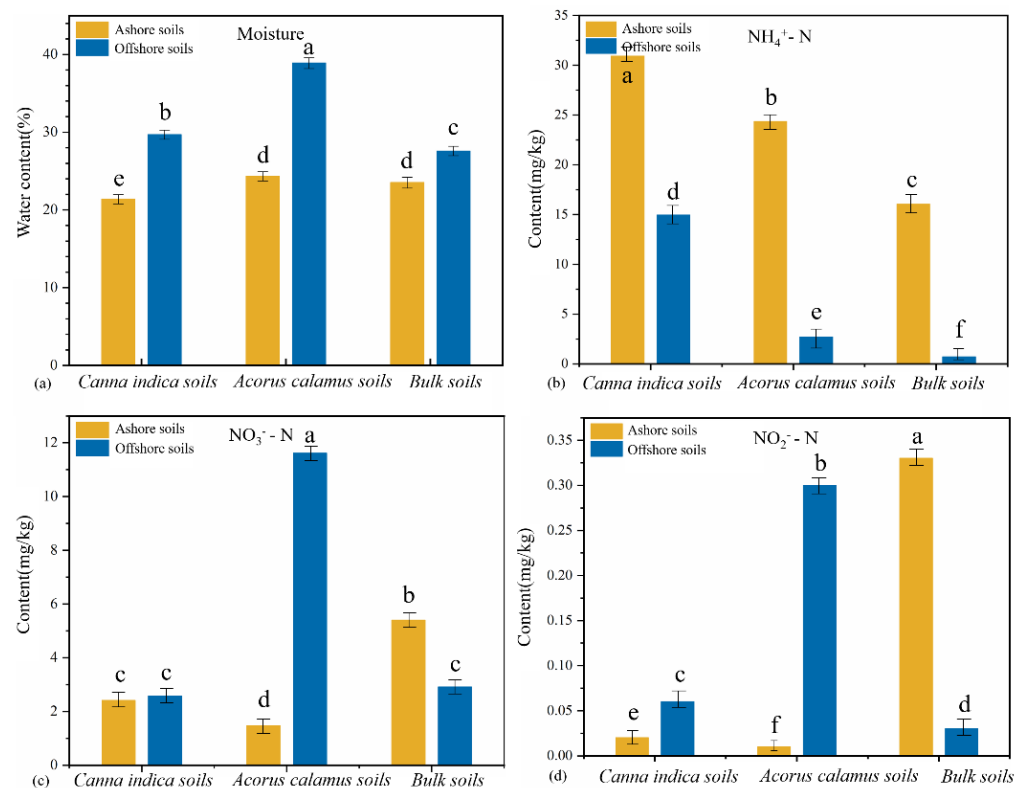 Ashore soils
Offshore soils
Moisture
Water content(%)
40
30
20
10
0
a
b
c
d
d
e
(a)
Canna indica soils
Acorus calamus soils
Bulk soils
Ashore soils
Offshore soils
NH₄⁺- N
Content(mg/kg)
35
30
25
20
15
10
5
0
a
b
c
d
e
f
(b)
Canna indica soils
Acorus calamus soils
Bulk soils
Ashore soils
Offshore soils
NO₃⁻ - N
Content(mg/kg)
12
10
8
6
4
2
0
a
b
c
c
c
d
(c)
Canna indica soils
Acorus calamus soils
Bulk soils
Ashore soils
Offshore soils
NO₂⁻ - N
Content(mg/kg)
0.35
0.30
0.25
0.20
0.15
0.10
0.05
0.00
a
b
c
d
e
f
(d)
Canna indica soils
Acorus calamus soils
Bulk soils